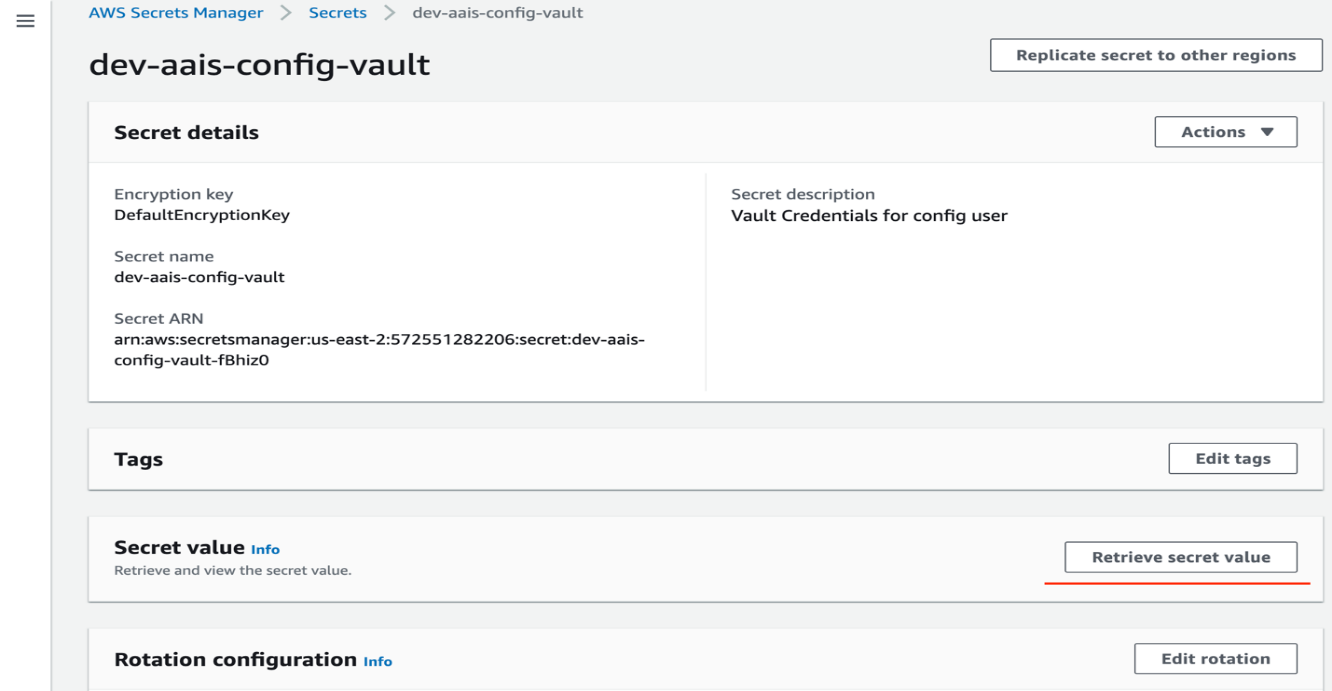 AWS Secrets Manager > Secrets > dev-aais-config-vault
dev-aais-config-vault
Replicate secret to other regions
Secret details
Actions ▼
Encryption key
DefaultEncryptionKey
Secret name
dev-aais-config-vault
Secret ARN
arn:aws:secretsmanager:us-east-2:572551282206:secret:dev-aais-
config-vault-fBhiz0
Secret description
Vault Credentials for config user
Tags
Edit tags
Secret value Info
Retrieve and view the secret value.
Retrieve secret value
Rotation configuration Info
Edit rotation